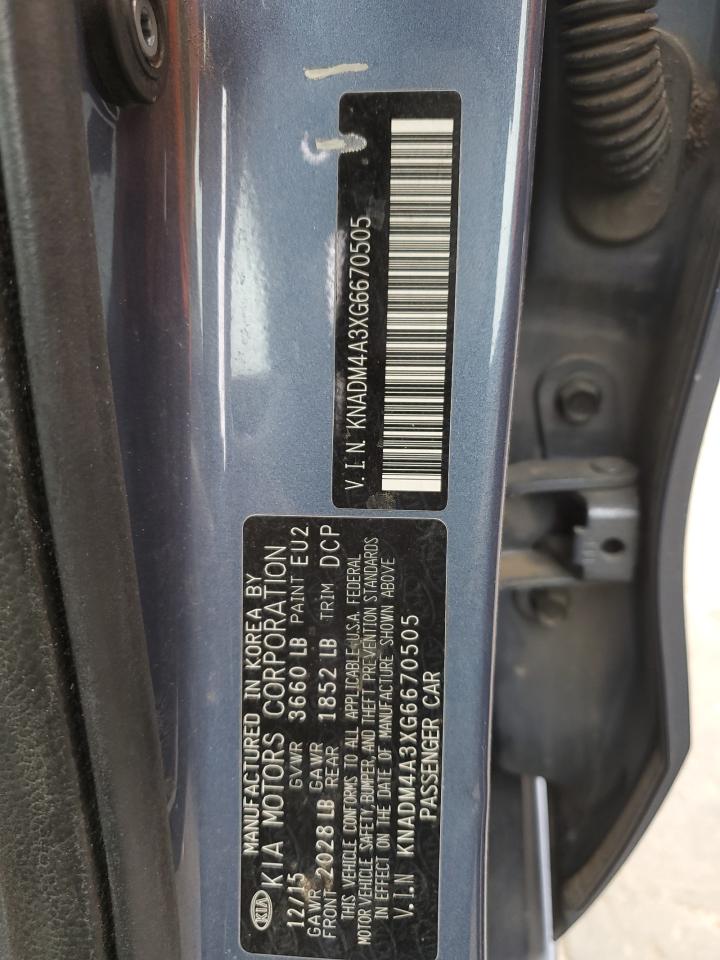 V.I.N KNADM4A3XG6670505
KIA
MANUFACTURED IN KOREA BY
KIA MOTORS CORPORATION
12/15 GVWR 3660 LB PAINT EU2
GAWR FRONT 2028 LB GAWR REAR 1852 LB TRIM DCP
THIS VEHICLE CONFORMS TO ALL APPLICABLE U.S.A. FEDERAL
MOTOR VEHICLE SAFETY, BUMPER, AND THEFT PREVENTION STANDARDS
IN EFFECT ON THE DATE OF MANUFACTURE SHOWN ABOVE
V.I.N KNADM4A3XG6670505
PASSENGER CAR